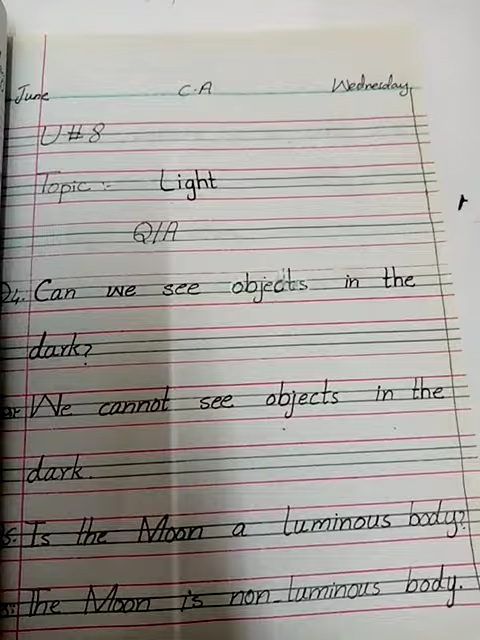 June C.A Wednesday
U#8
Topic:- Light
Q/A
Q4. Can we see objects in the
dark?
We cannot see objects in the
dark.
5. Is the Moon a luminous body?
The Moon is non-luminous body.